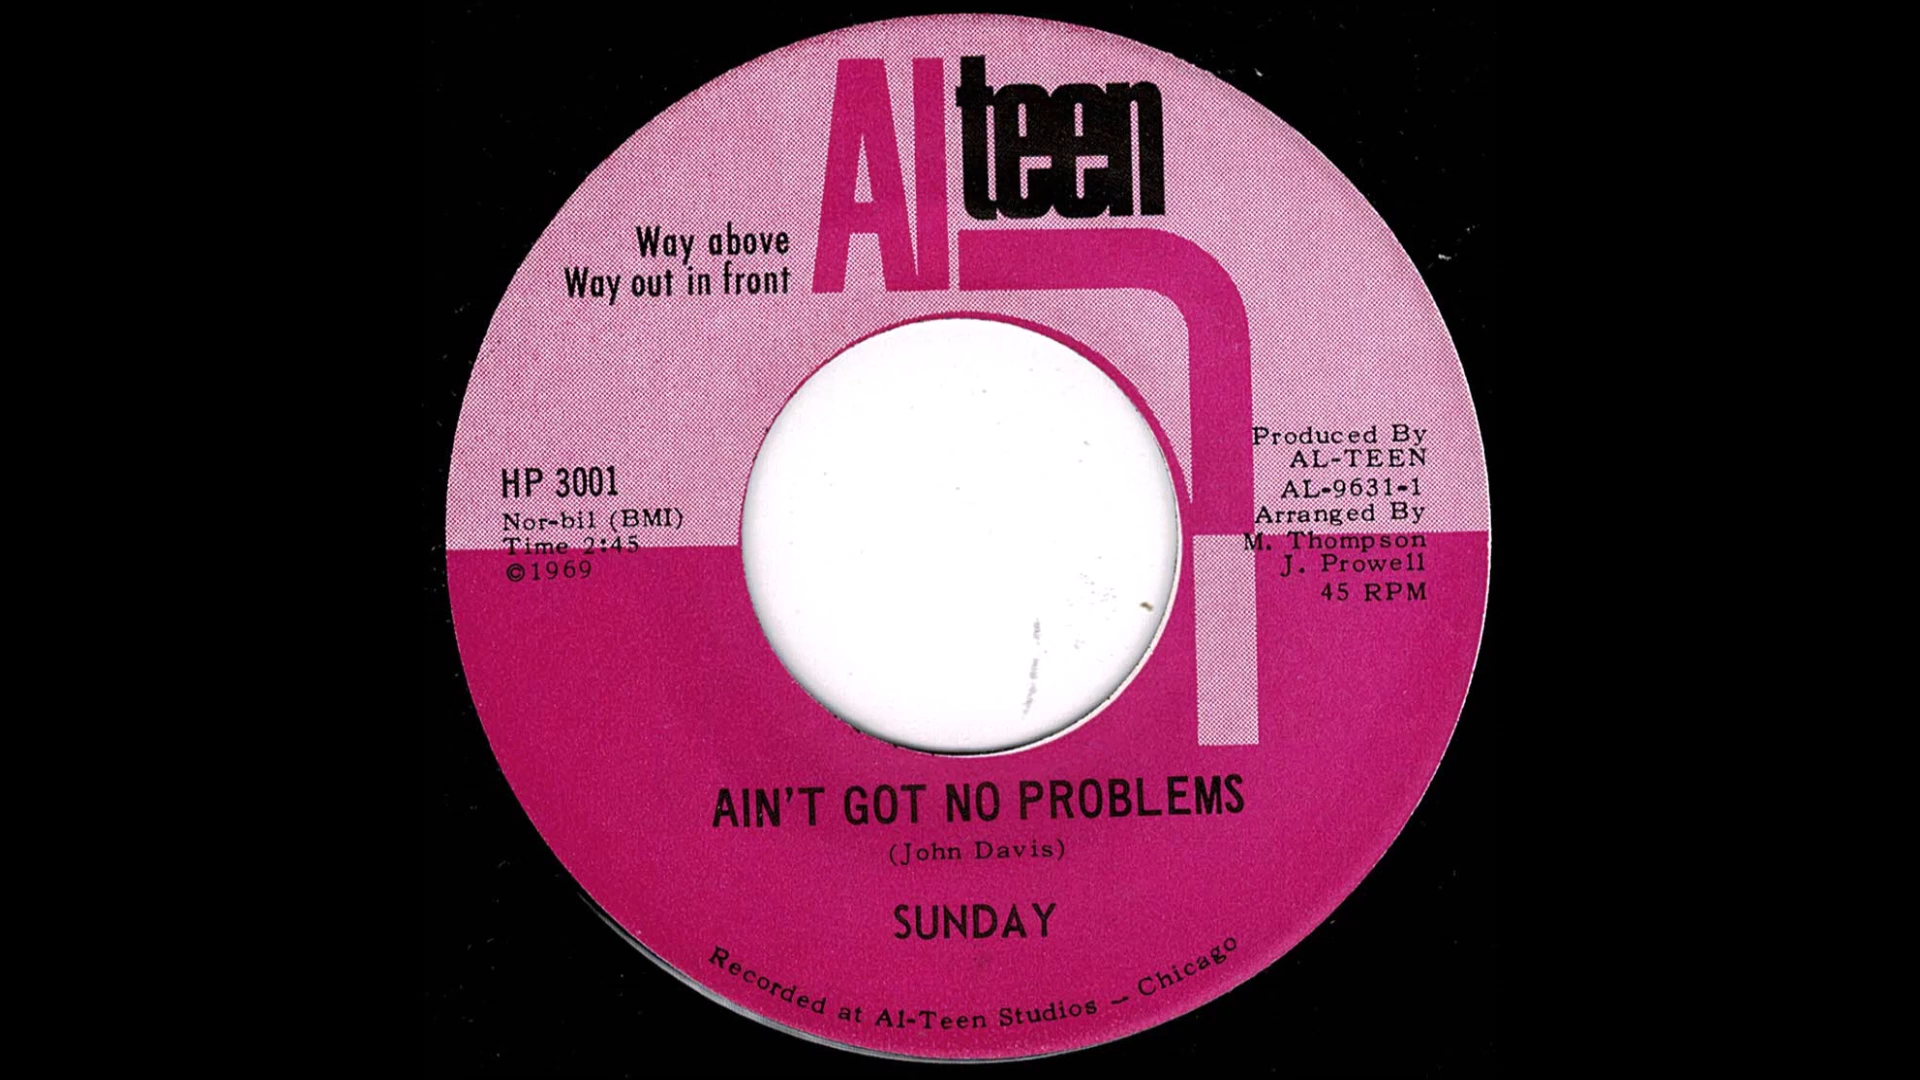 Al teen
Way above
Way out in front
HP 3001
Nor-bil (BMI)
Time 2:45
©1969
Produced By
AL-TEEN
AL-9631-1
Arranged By
M. Thompson
J. Prowell
45 RPM
AIN'T GOT NO PROBLEMS
(John Davis)
SUNDAY
Recorded at Al-Teen Studios - Chicago